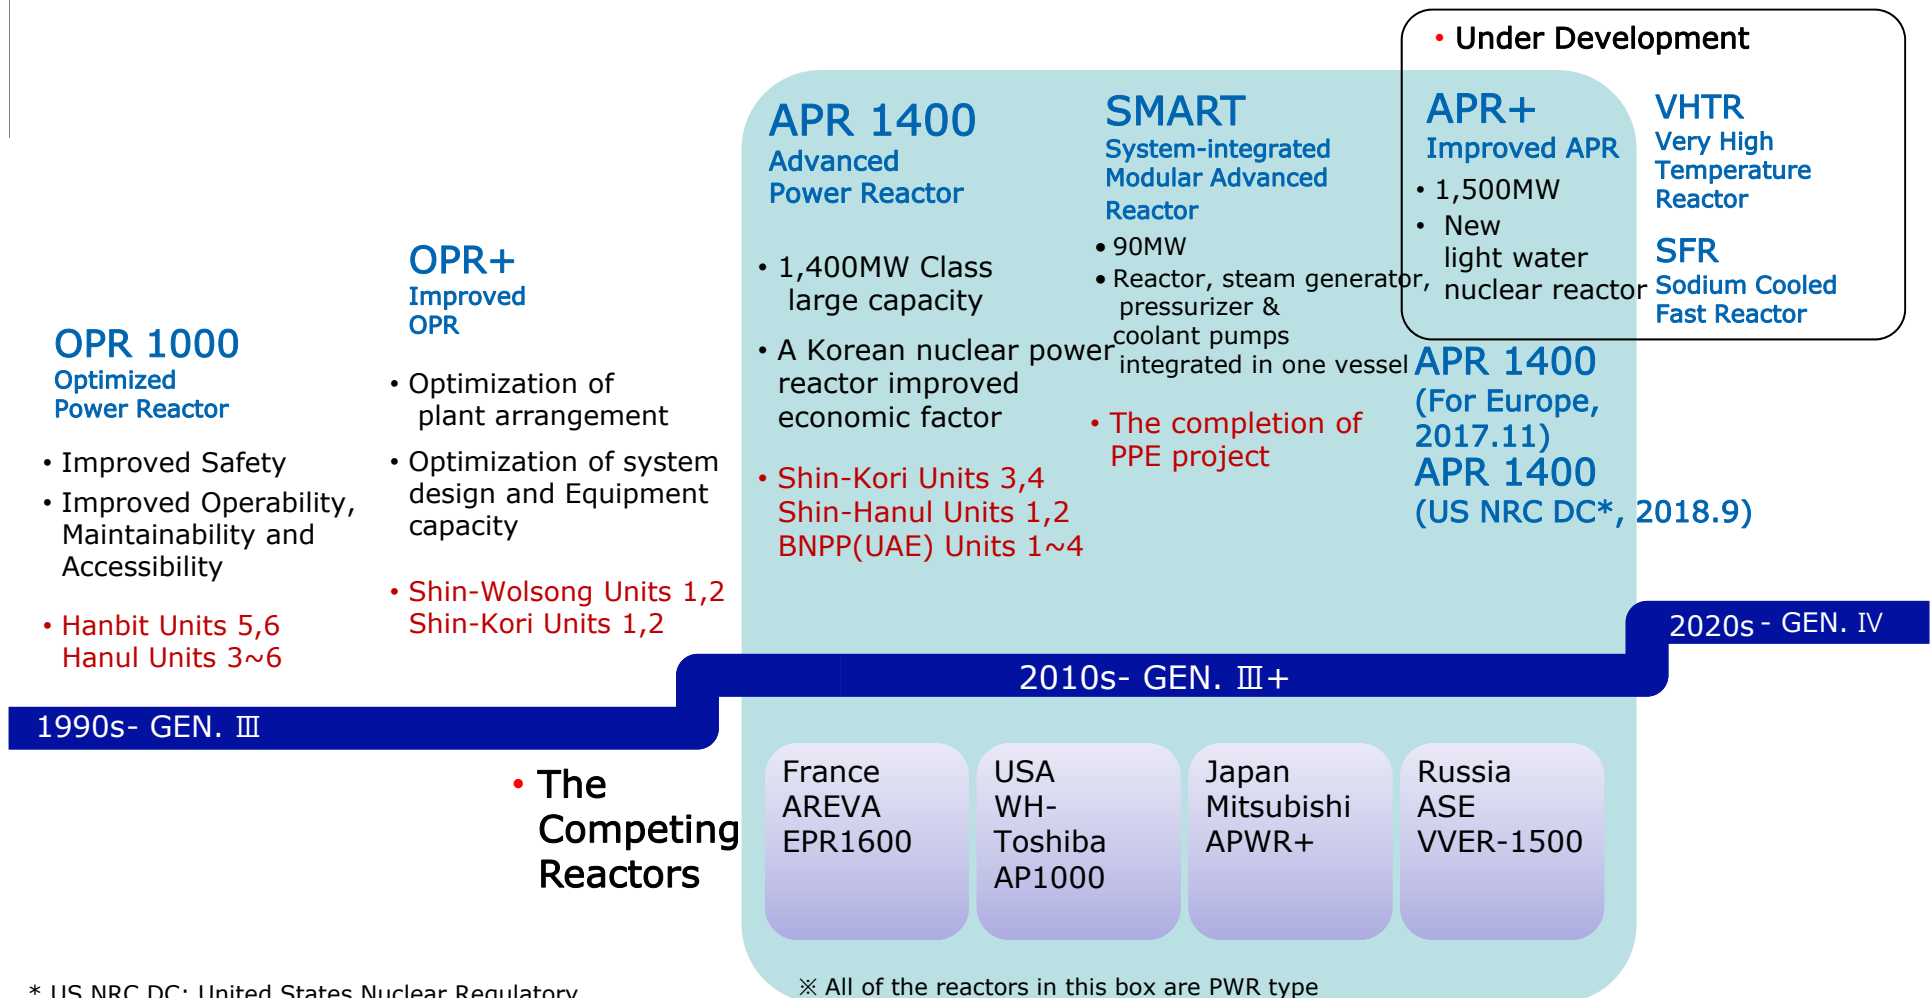 • Under Development
OPR 1000
Optimized
Power Reactor
• Improved Safety
• Improved Operability,
Maintainability and
Accessibility
• Hanbit Units 5,6
Hanul Units 3~6
OPR+
Improved
OPR
• Optimization of
plant arrangement
• Optimization of system
design and Equipment
capacity
• Shin-Wolsong Units 1,2
Shin-Kori Units 1,2
APR 1400
Advanced
Power Reactor
• 1,400MW Class
large capacity
• A Korean nuclear power
reactor improved
economic factor
• Shin-Kori Units 3,4
Shin-Hanul Units 1,2
BNPP(UAE) Units 1~4
SMART
System-integrated
Modular Advanced
Reactor
• 90MW
• Reactor, steam generator,
pressurizer &
coolant pumps
integrated in one vessel
• The completion of
PPE project
APR+
Improved APR
• 1,500MW
• New
light water
nuclear reactor
VHTR
Very High
Temperature
Reactor
SFR
Sodium Cooled
Fast Reactor
APR 1400
(For Europe,
2017.11)
APR 1400
(US NRC DC*, 2018.9)
1990s- GEN. Ⅲ
2010s- GEN. Ⅲ+
2020s - GEN. Ⅳ
• The
Competing
Reactors
France
AREVA
EPR1600
USA
WH-
Toshiba
AP1000
Japan
Mitsubishi
APWR+
Russia
ASE
VVER-1500
* US NRC DC: United States Nuclear Regulatory
※ All of the reactors in this box are PWR type